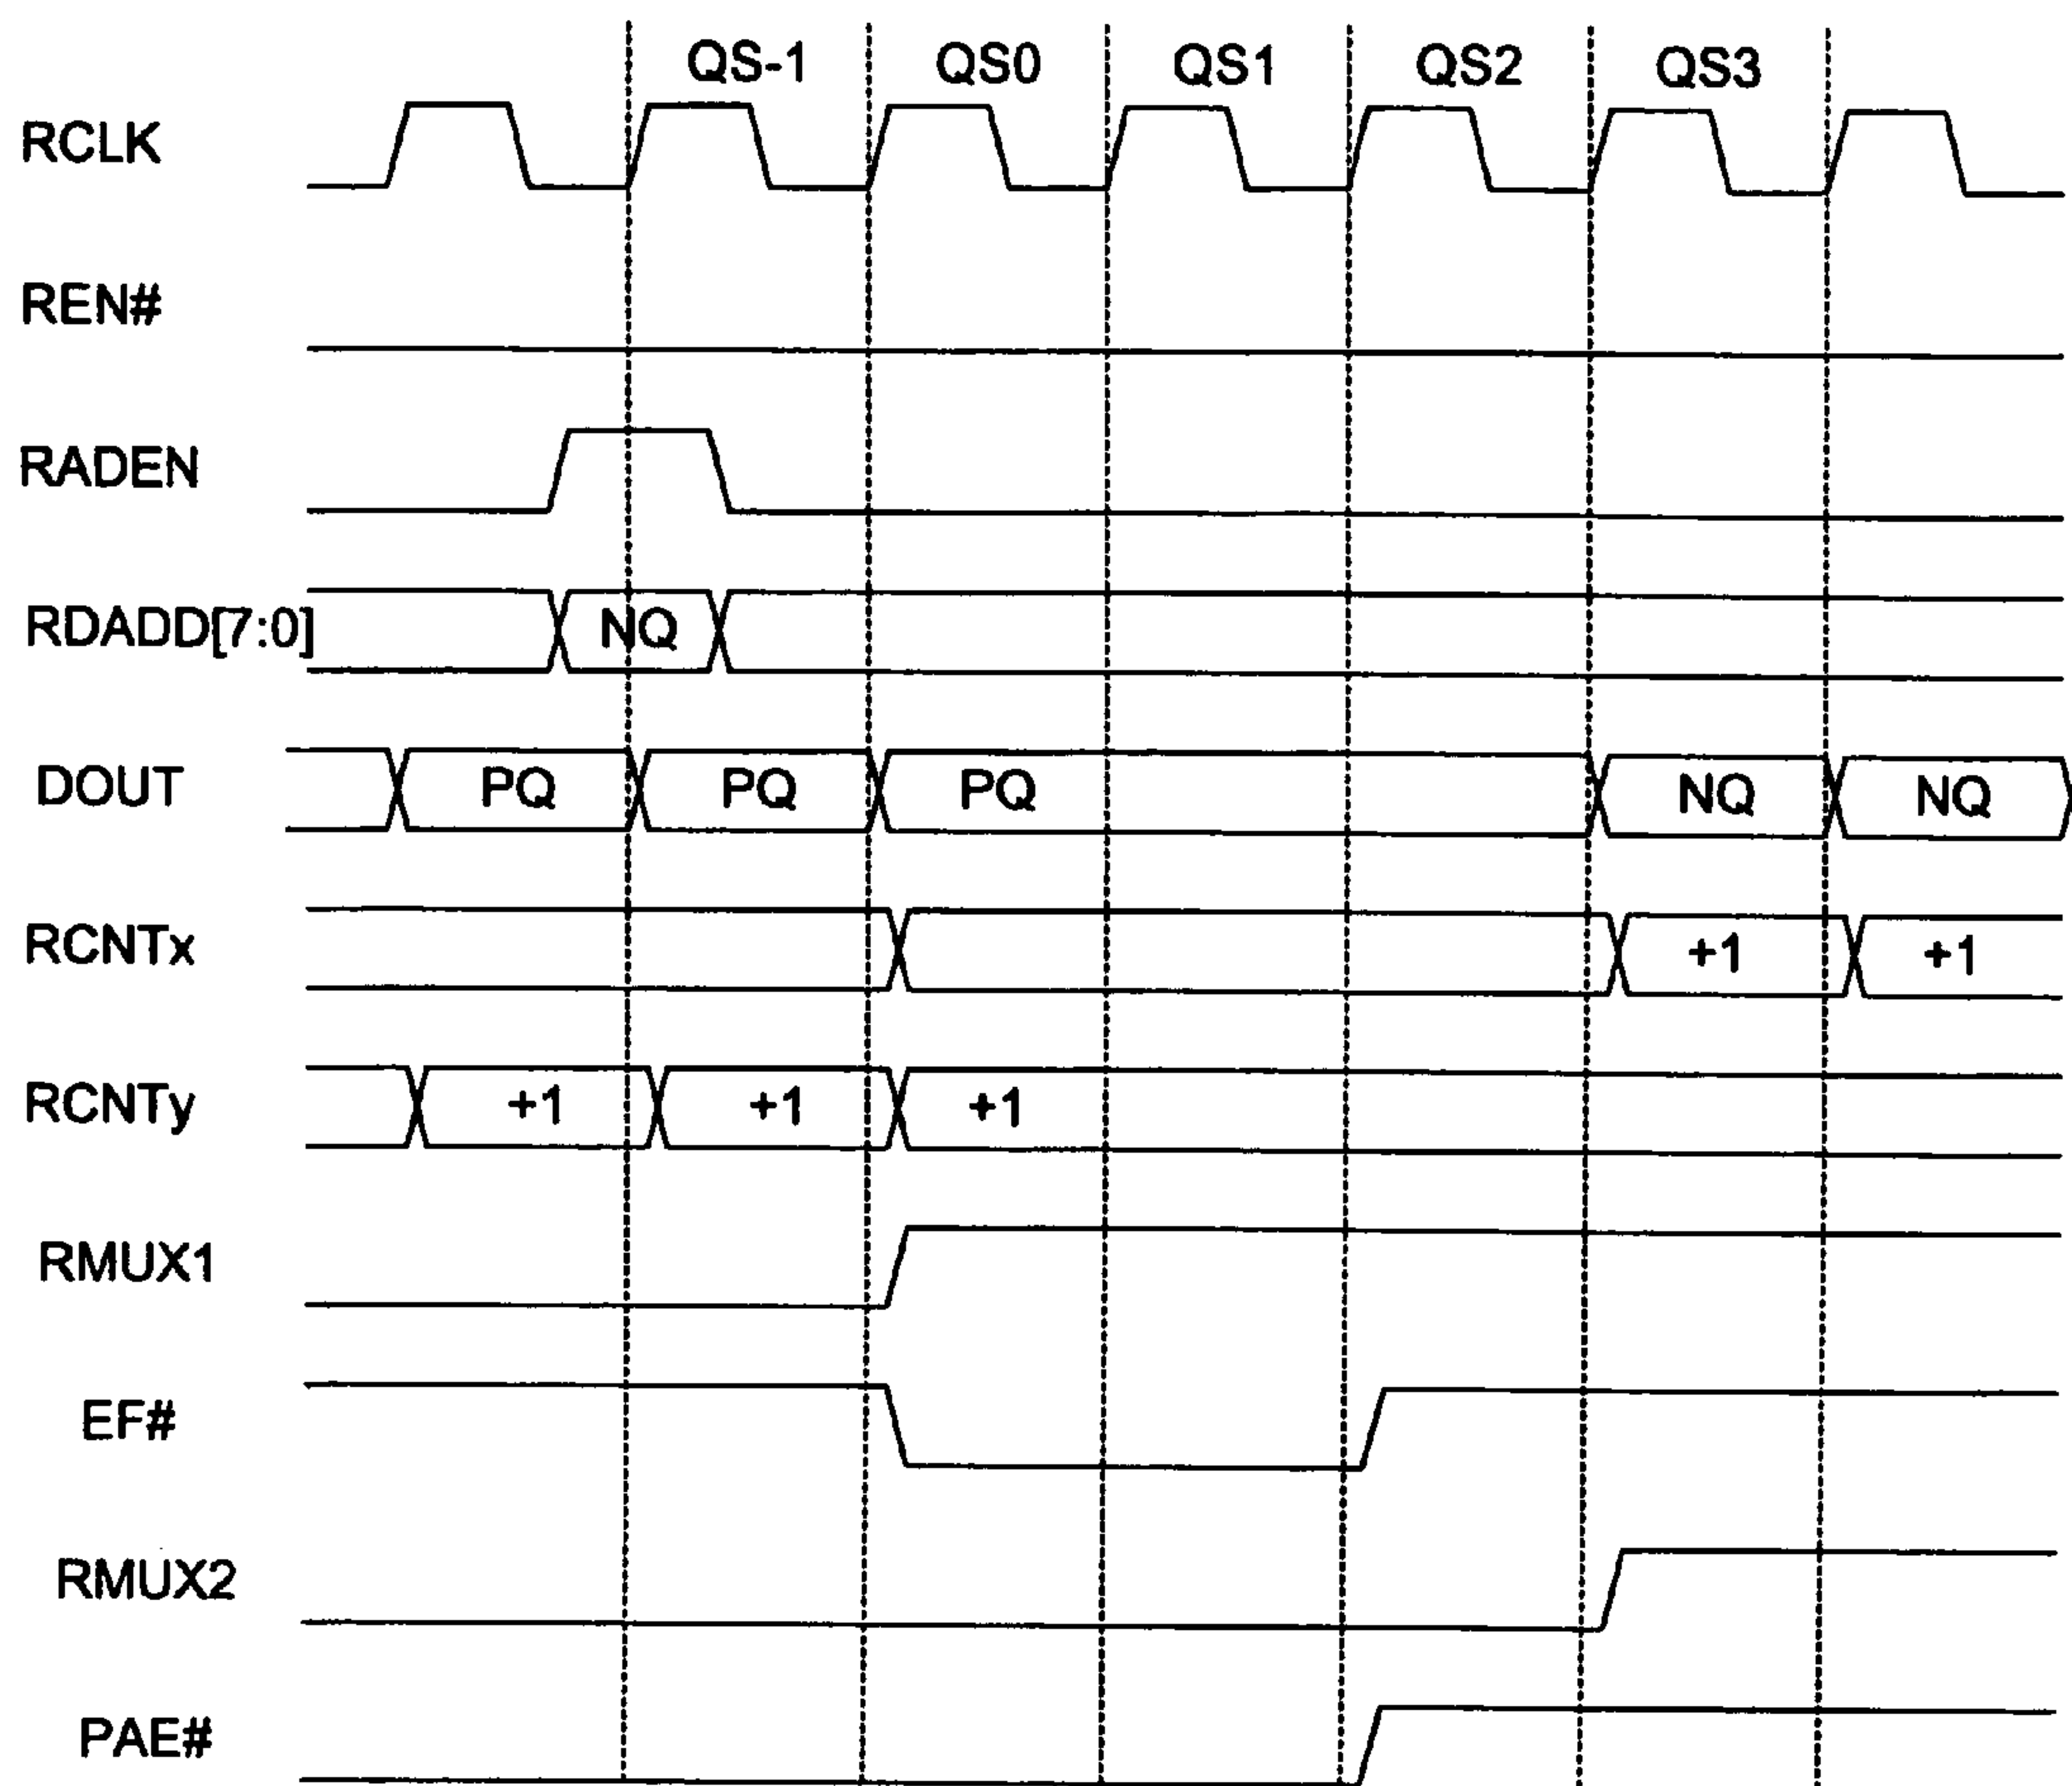 QS-1 QS0 QS1 QS2 QS3
RCLK
REN#
RADEN
RDADD[7:0] NQ
DOUT PQ PQ PQ NQ NQ
RCNTx +1 +1
RCNTy +1 +1 +1
RMUX1
EF#
RMUX2
PAE#